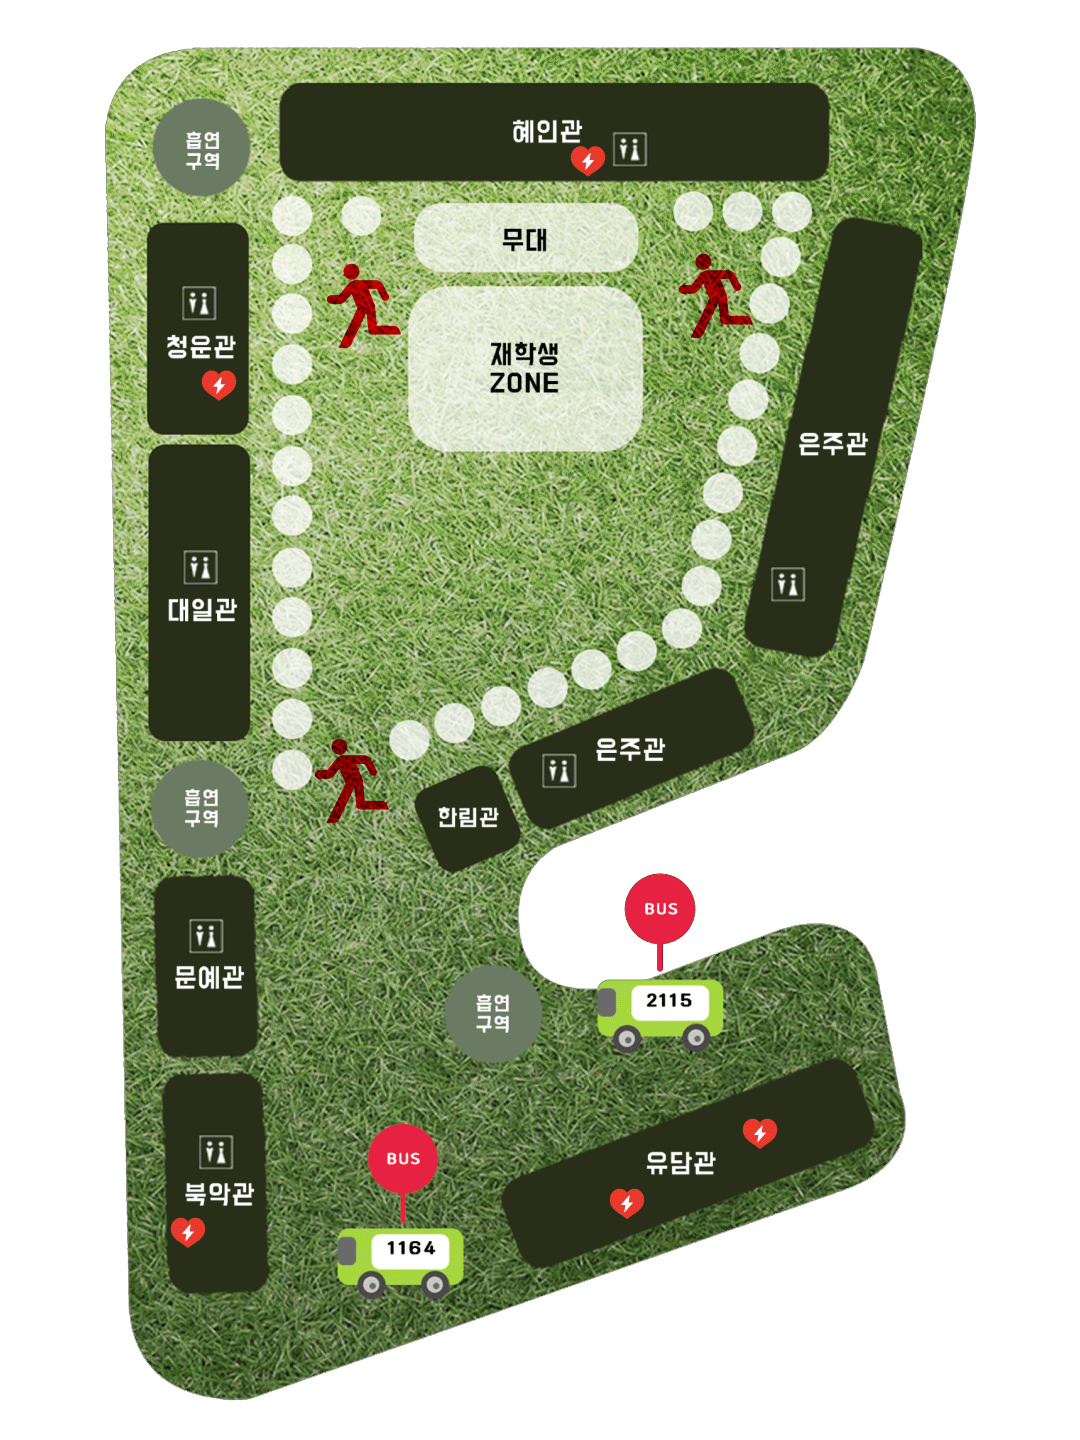 흡연
구역
혜인관
무대
청운관
재학생
ZONE
은주관
대일관
은주관
흡연
구역
한림관
BUS
문예관
2115
흡연
구역
BUS
유담관
북악관
1164